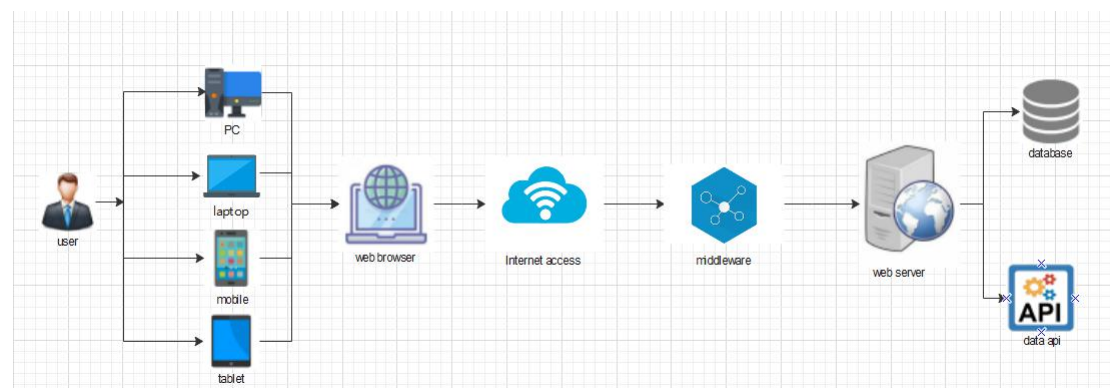 PC
laptop
mobile
tablet
user
web browser
Internet access
middleware
web server
database
API
data api